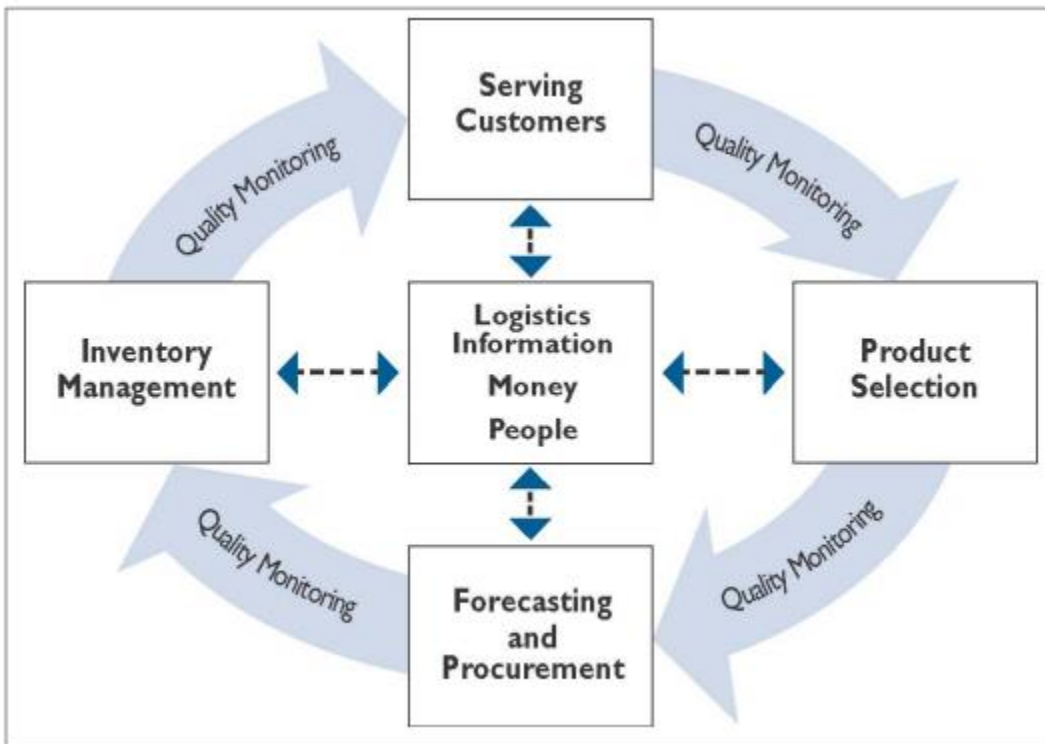 Serving
Customers
Quality Monitoring
Quality Monitoring
Inventory
Management
Logistics
Information
Money
People
Product
Selection
Quality Monitoring
Quality Monitoring
Forecasting
and
Procurement